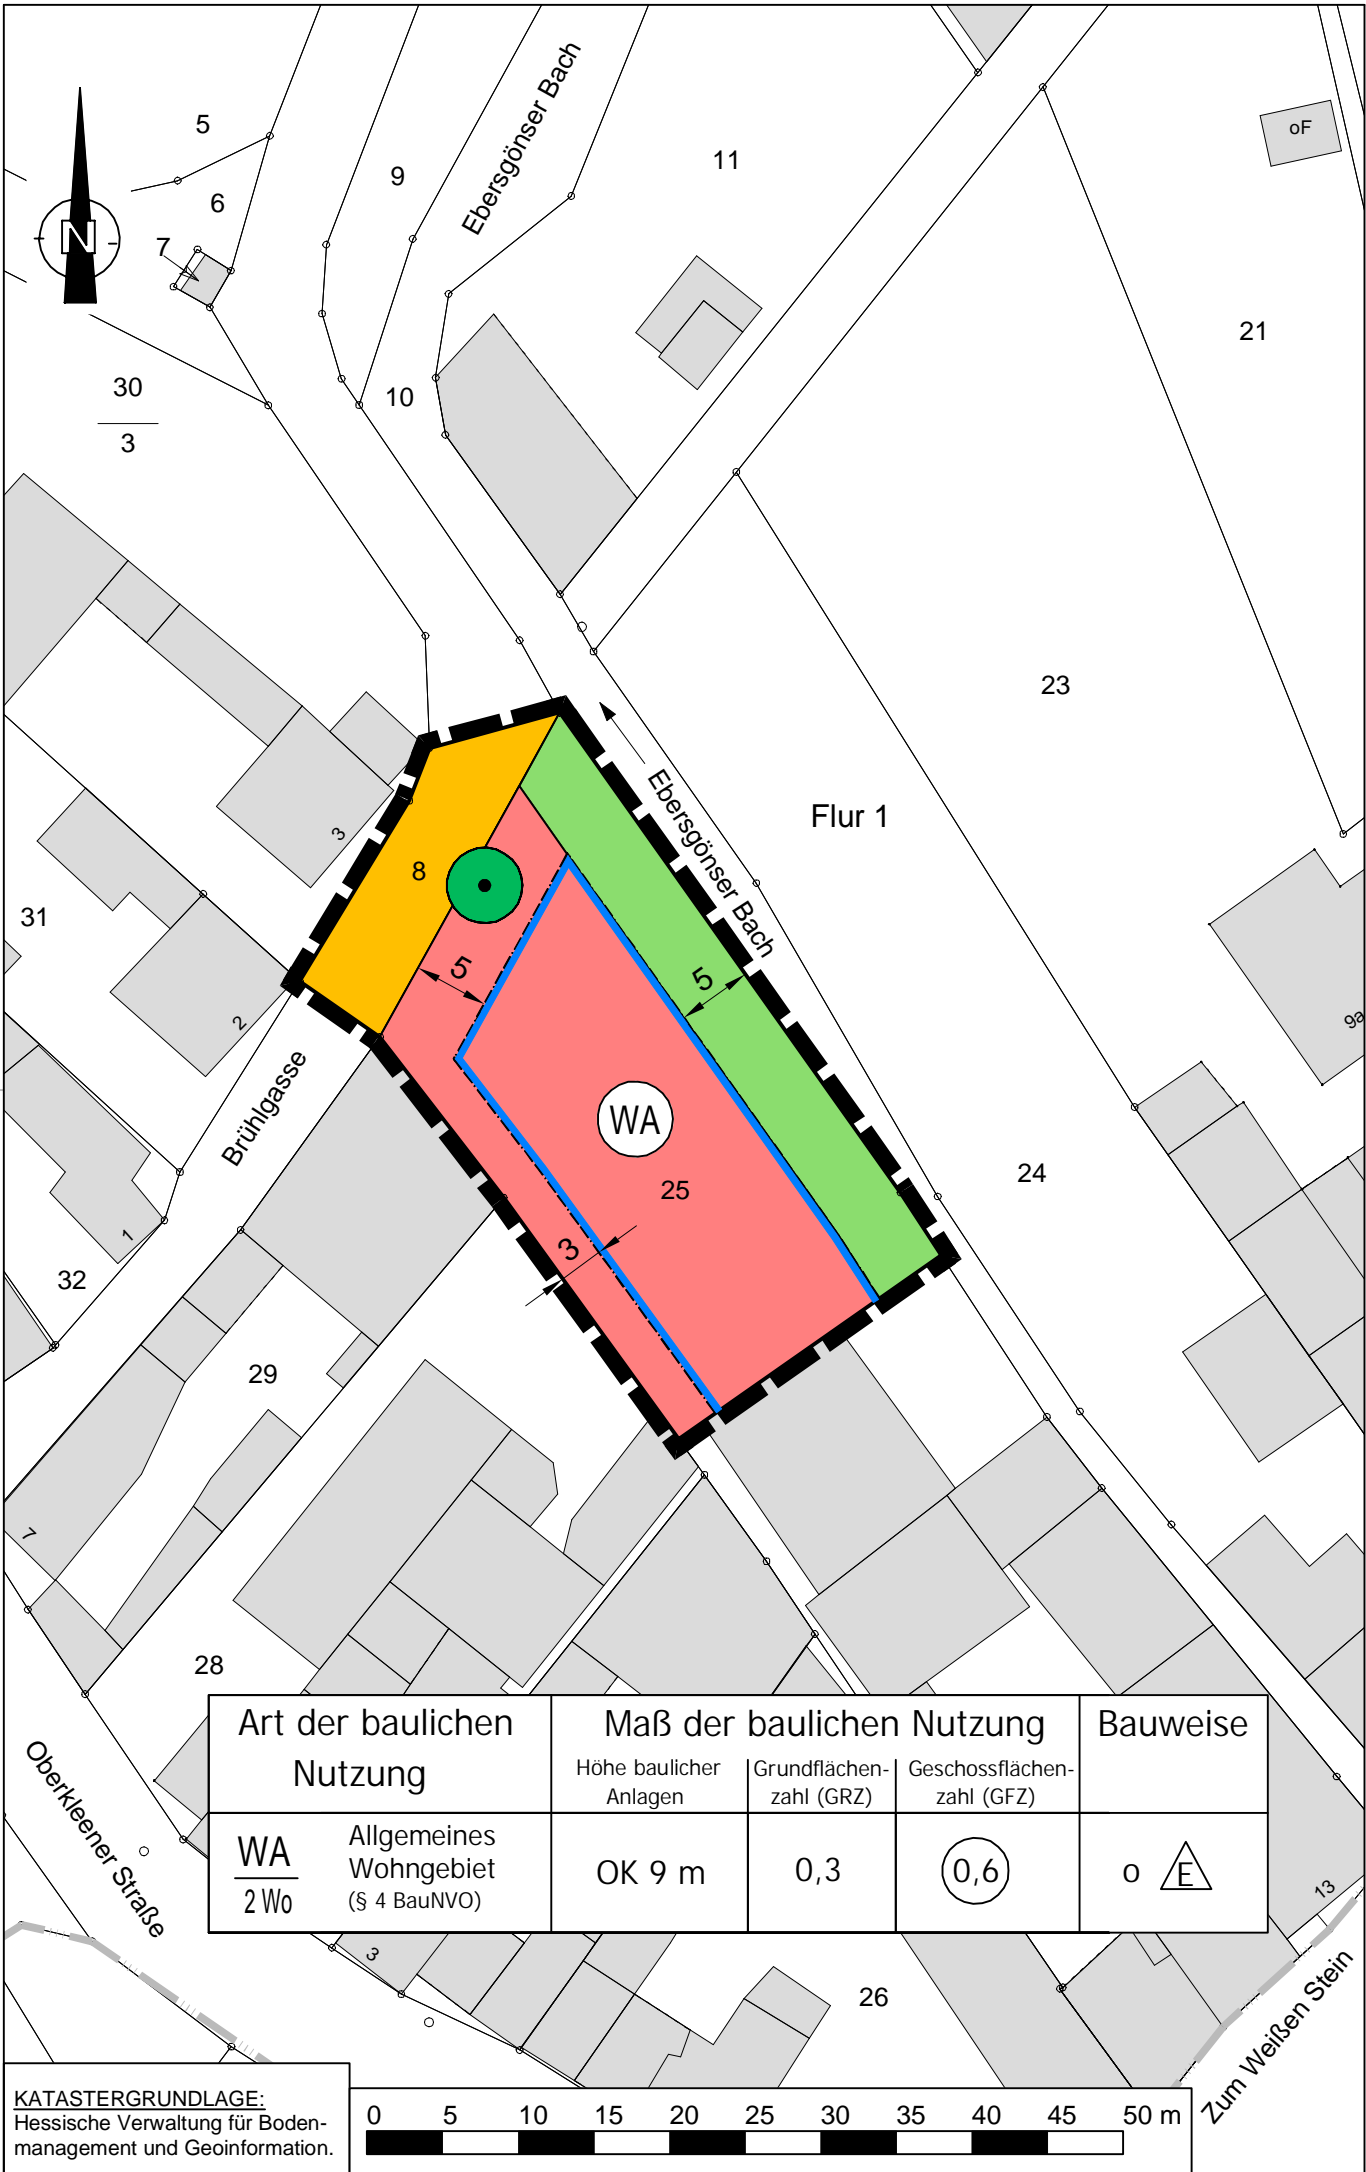 5
9
Ebersgönser Bach
11
oF
6
N
7
21
30
3
10
23
Ebersgönser Bach
Flur 1
3
8
31
5
5
2
9a
Brühlgasse
WA
24
25
1
3
32
29
7
28
Art der baulichen
Nutzung
Maß der baulichen Nutzung
Bauweise
Höhe baulicher
Anlagen
Grundflächen-
zahl (GRZ)
Geschossflächen-
zahl (GFZ)
WA
2 Wo
Allgemeines
Wohngebiet
(§ 4 BauNVO)
OK 9 m
0,3
0,6
o
E
Oberkleener Straße
13
3
26
Zum Weißen Stein
KATASTERGRUNDLAGE:
Hessische Verwaltung für Boden-
management und Geoinformation.
0 5 10 15 20 25 30 35 40 45 50 m